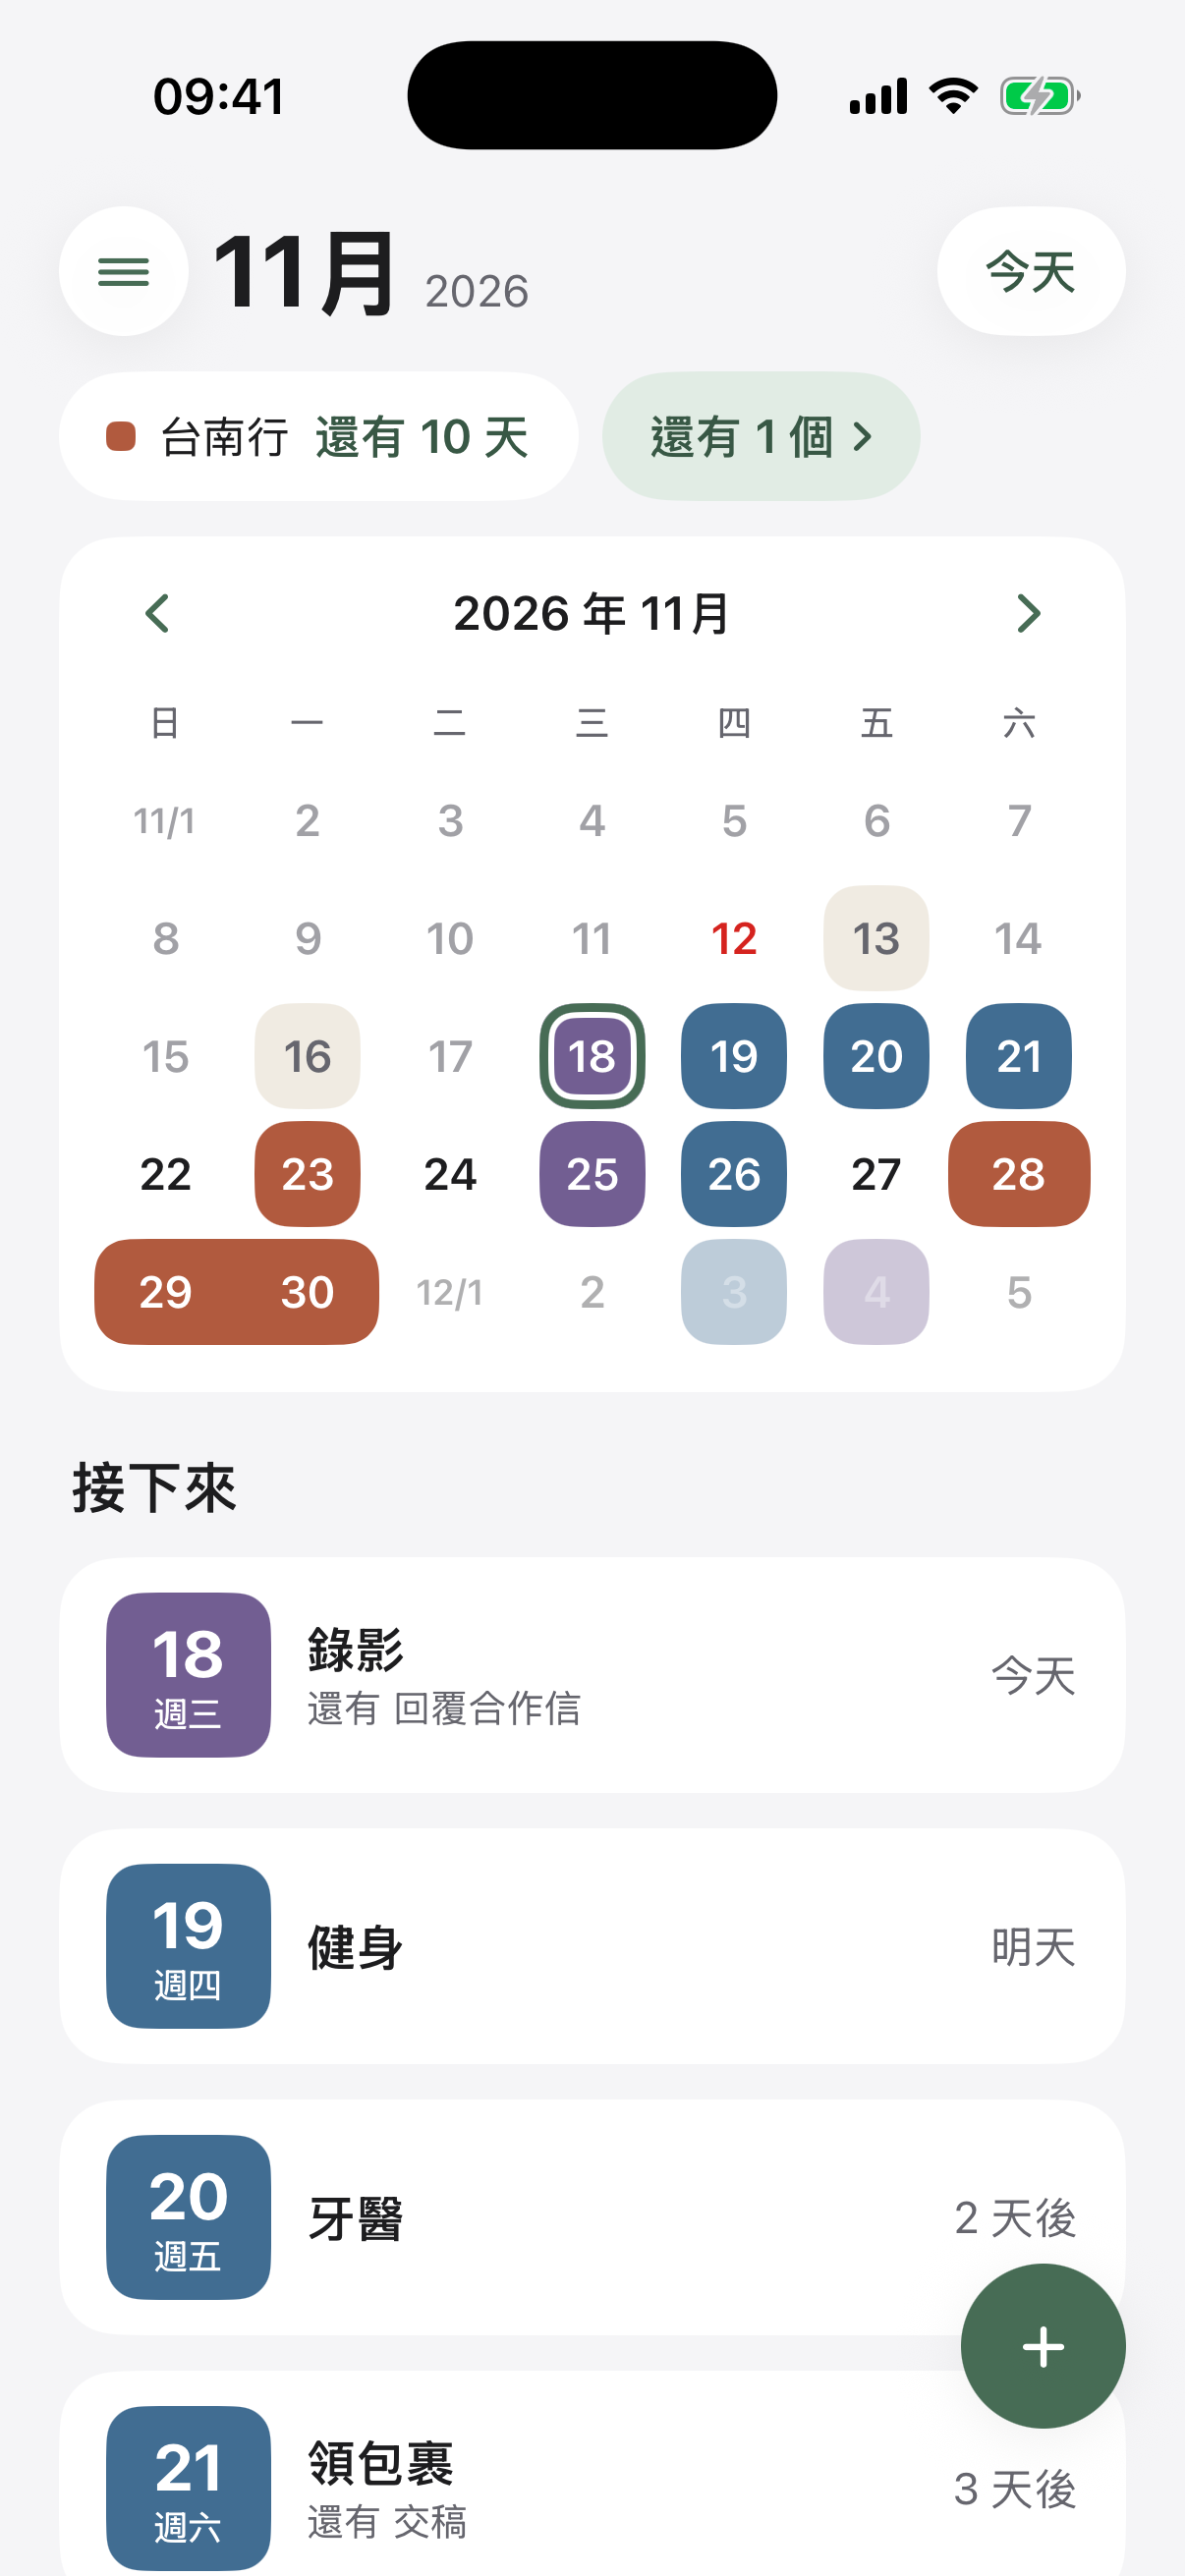 09:41
11月 2026
今天
台南行 還有 10 天
還有 1 個
2026 年 11月
日 一 二 三 四 五 六
11/1 2 3 4 5 6 7
8 9 10 11 12 13 14
15 16 17 18 19 20 21
22 23 24 25 26 27 28
29 30 12/1 2 3 4 5
接下來
18
週三
錄影
還有 回覆合作信
今天
19
週四
健身
明天
20
週五
牙醫
2 天後
21
週六
領包裹
還有 交稿
3 天後